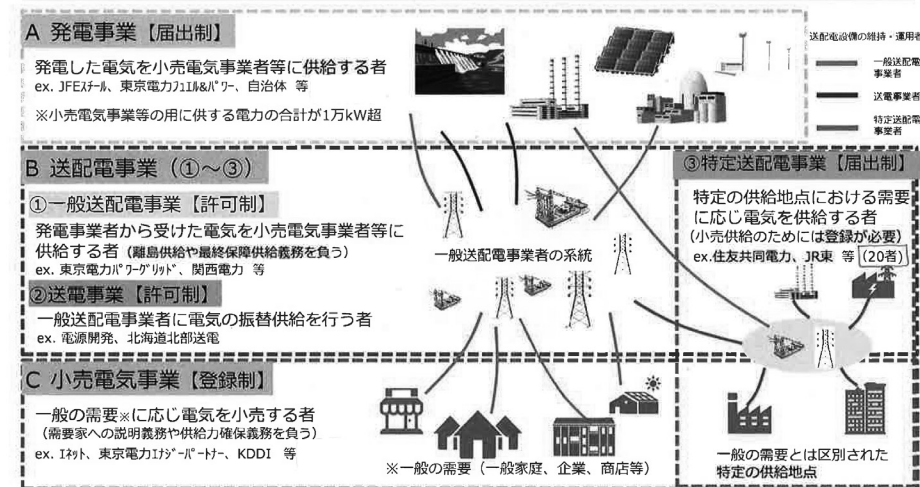 A 発電事業【届出制】
発電した電気を小売電気事業者等に供給する者
ex. JFEスチール、東京電力フュエル&パワー、自治体 等
※小売電気事業等の用に供する電力の合計が1万kW超
送配電設備の維持・運用者
一般送配電
事業者
送電事業者
特定送配電
事業者
B 送配電事業(①~③)
①一般送配電事業【許可制】
発電事業者から受けた電気を小売電気事業者等に
供給する者(離島供給や最終保障供給義務を負う)
ex. 東京電力パワーグリッド、関西電力 等
②送電事業【許可制】
一般送配電事業者に電気の振替供給を行う者
ex. 電源開発、北海道北部送電
一般送配電事業者の系統
③特定送配電事業【届出制】
特定の供給地点における需要
に応じ電気を供給する者
(小売供給のためには登録が必要)
ex.住友共同電力、JR東 等(20者)
C 小売電気事業【登録制】
一般の需要※に応じ電気を小売する者
(需要家への説明義務や供給力確保義務を負う)
ex. エネット、東京電力エナジーパートナー、KDDI 等
※一般の需要(一般家庭、企業、商店等)
一般の需要とは区別された
特定の供給地点